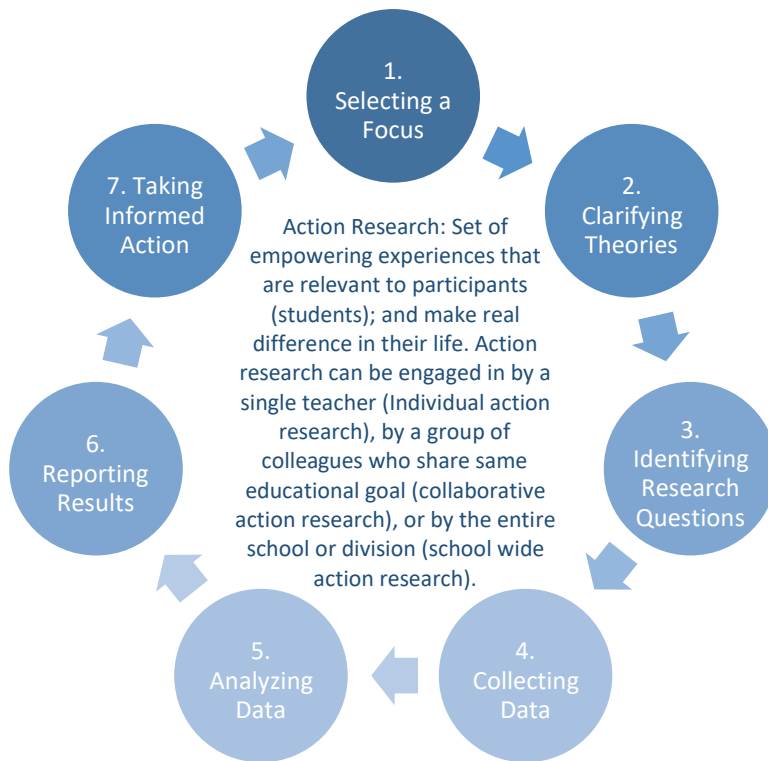 1.
Selecting a
Focus
2.
Clarifying
Theories
3.
Identifying
Research
Questions
4.
Collecting
Data
5.
Analyzing
Data
6.
Reporting
Results
7. Taking
Informed
Action
Action Research: Set of
empowering experiences that
are relevant to participants
(students); and make real
difference in their life. Action
research can be engaged in by a
single teacher (Individual action
research), by a group of
colleagues who share same
educational goal (collaborative
action research), or by the entire
school or division (school wide
action research).